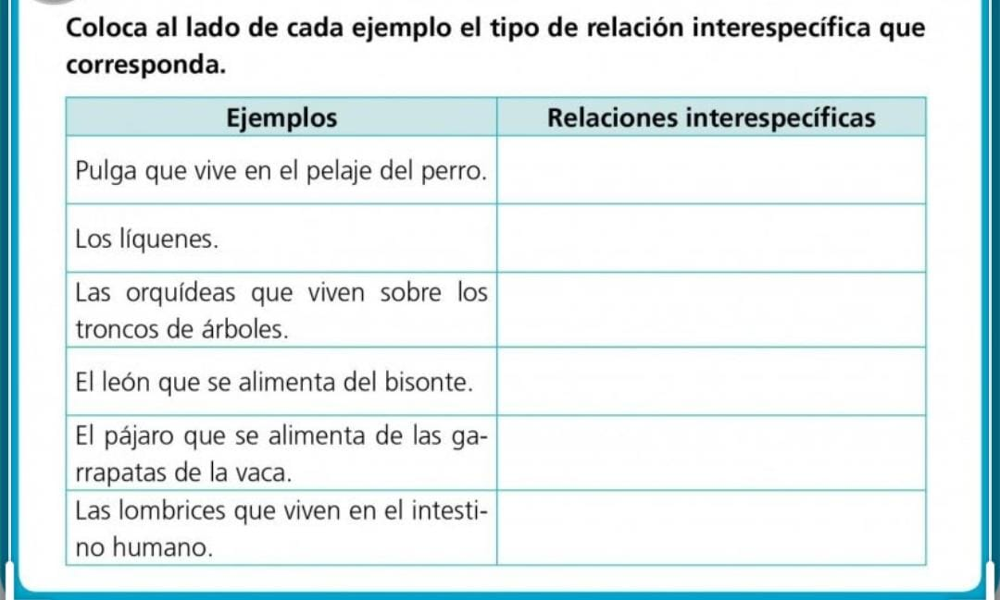 Coloca al lado de cada ejemplo el tipo de relación interespecífica que
corresponda.
Ejemplos
Relaciones interespecíficas
Pulga que vive en el pelaje del perro.
Los líquenes.
Las orquídeas que viven sobre los
troncos de árboles.
El león que se alimenta del bisonte.
El pájaro que se alimenta de las ga-
rrapatas de la vaca.
Las lombrices que viven en el intesti-
no humano.